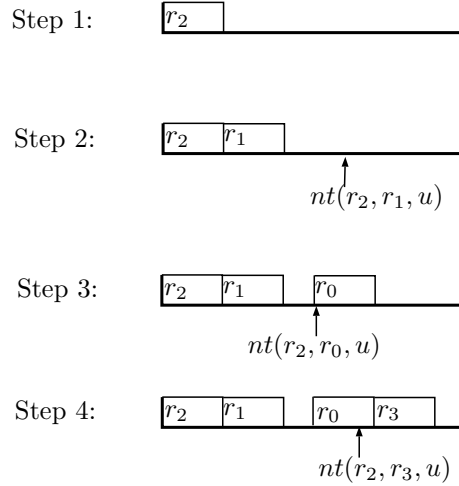 Step 1: r₂
Step 2: r₂ r₁
nt(r₂, r₁, u)
Step 3: r₂ r₁ r₀
nt(r₂, r₀, u)
Step 4: r₂ r₁ r₀ r₃
nt(r₂, r₃, u)